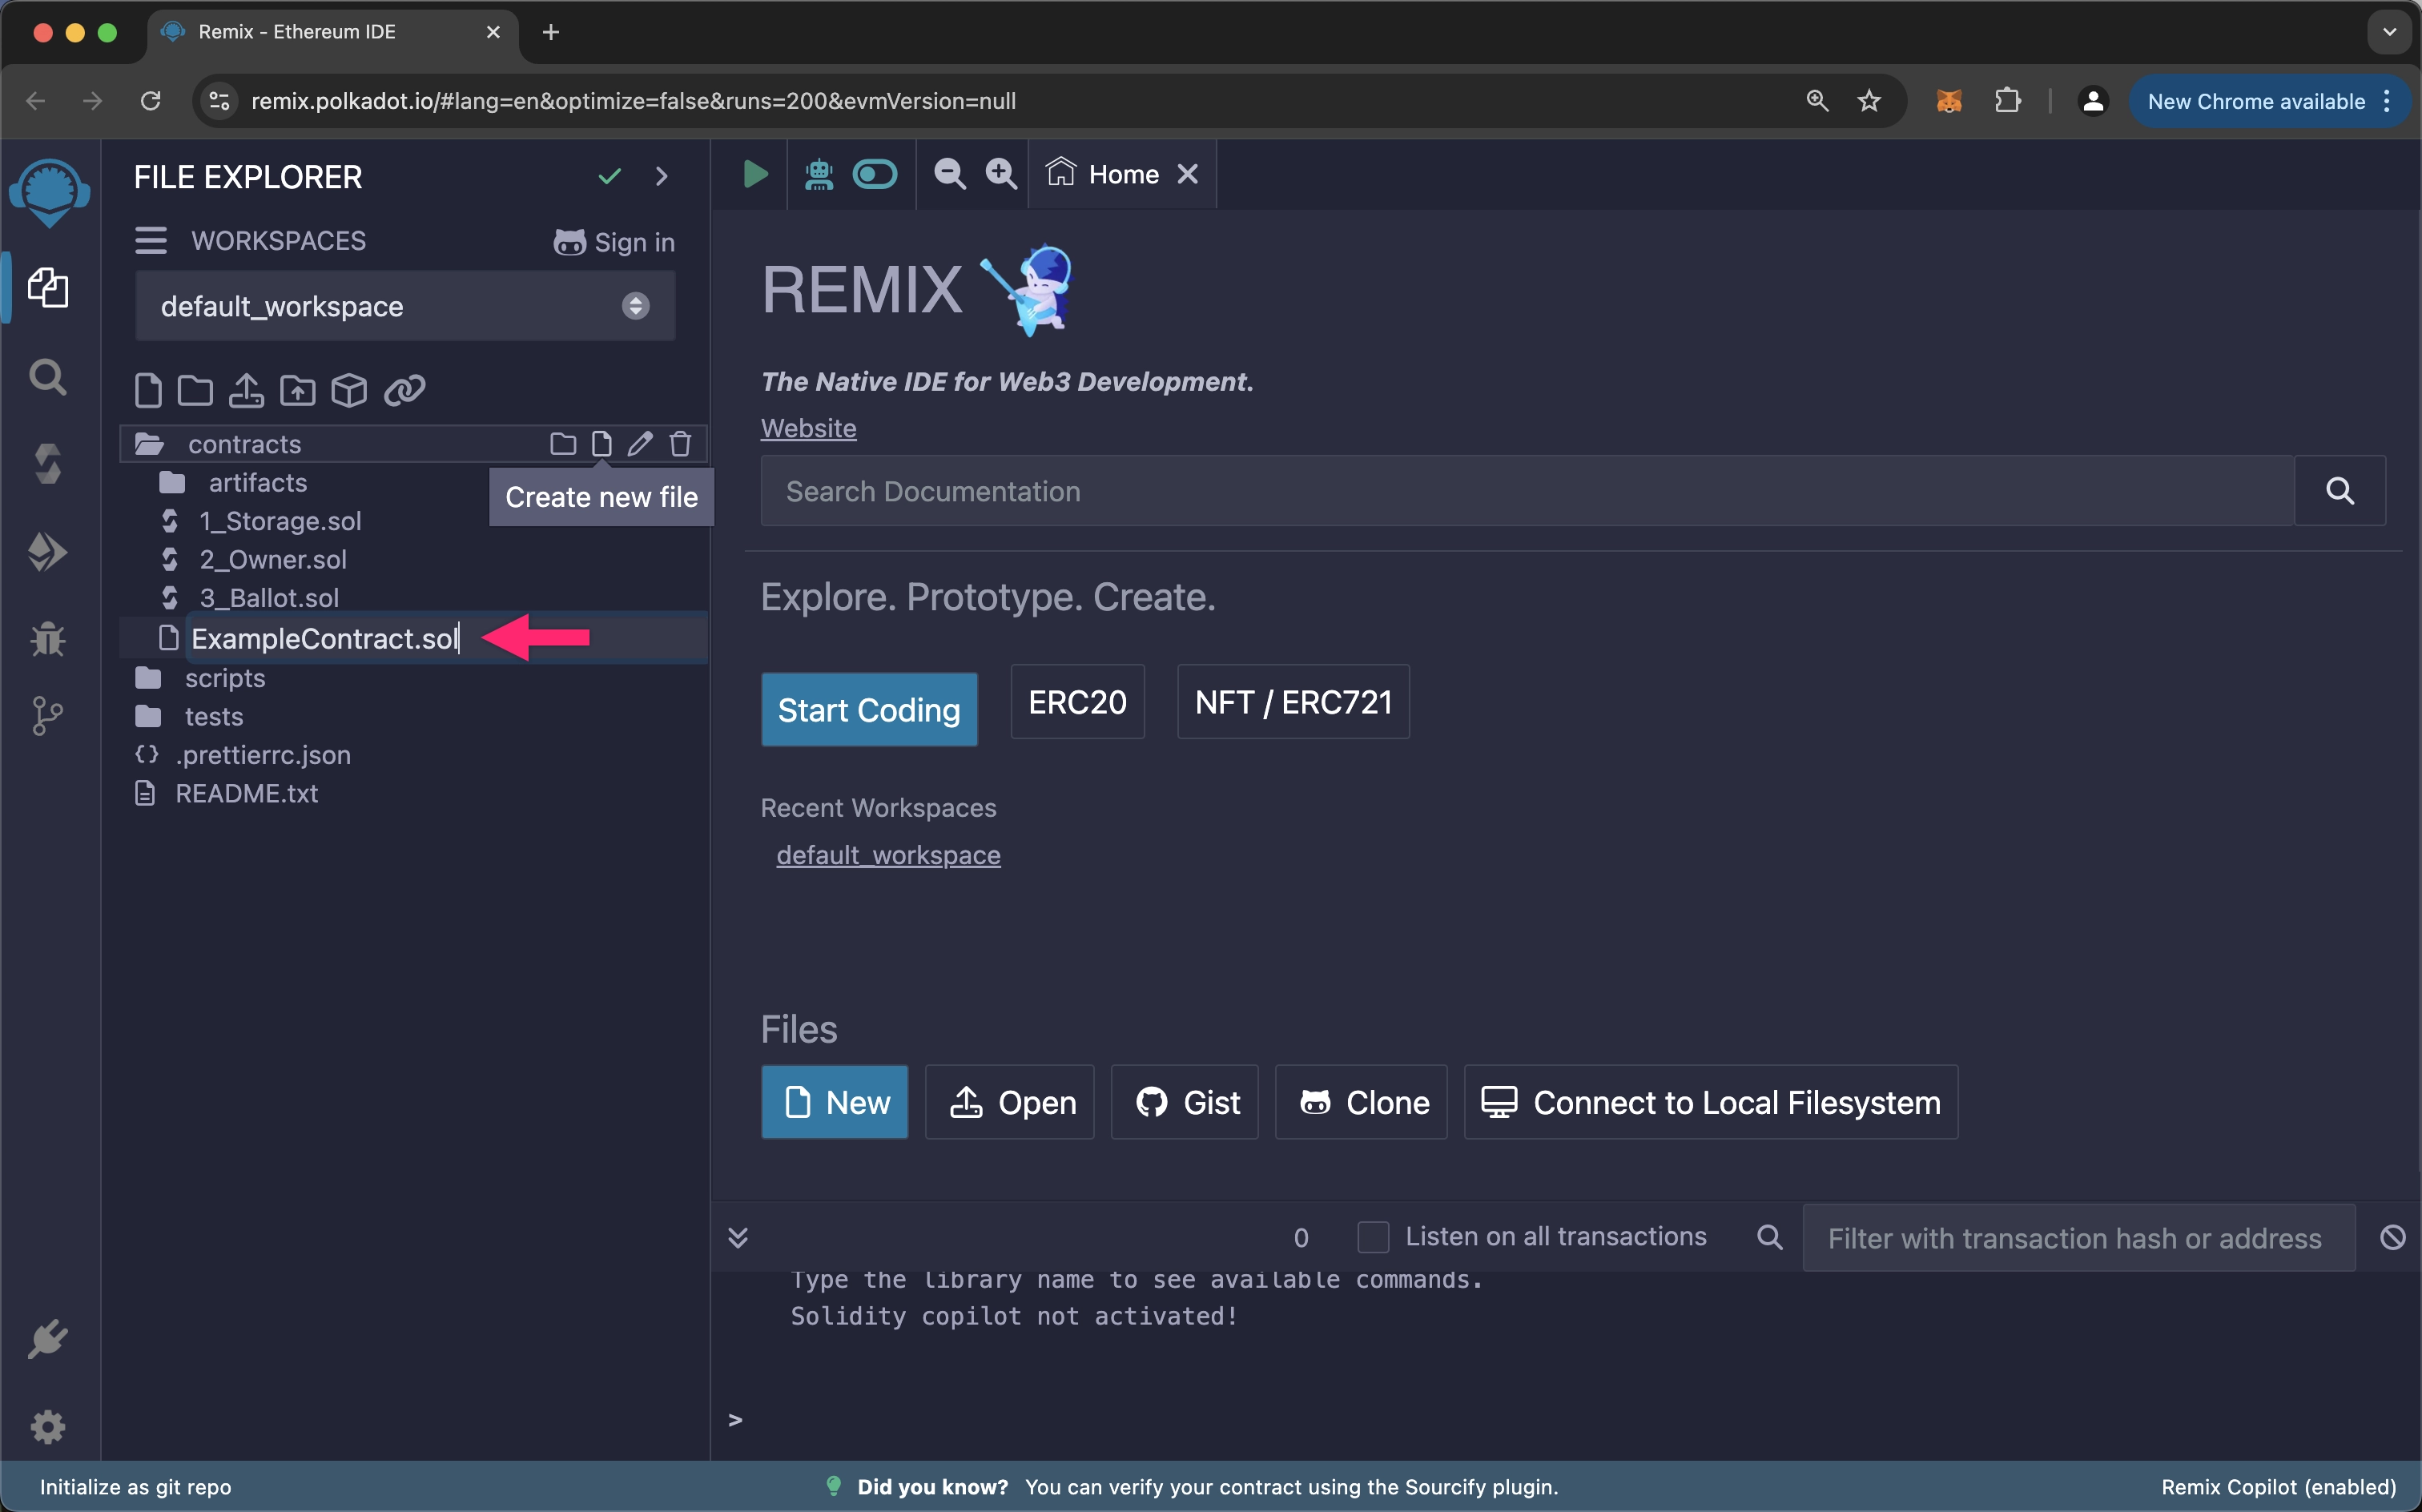 Remix - Ethereum IDE
remix.polkadot.io/#lang=en&optimize=false&runs=200&evmVersion=null
New Chrome available
FILE EXPLORER
WORKSPACES
Sign in
default_workspace
contracts
Create new file
artifacts
1_Storage.sol
2_Owner.sol
3_Ballot.sol
ExampleContract.sol
scripts
tests
.prettierrc.json
README.txt
Home
REMIX
The Native IDE for Web3 Development.
Website
Search Documentation
Explore. Prototype. Create.
Start Coding
ERC20
NFT / ERC721
Recent Workspaces
default_workspace
Files
New
Open
Gist
Clone
Connect to Local Filesystem
0
Listen on all transactions
Filter with transaction hash or address
Type the library name to see available commands.
Solidity copilot not activated!
>
Initialize as git repo
Did you know? You can verify your contract using the Sourcify plugin.
Remix Copilot (enabled)